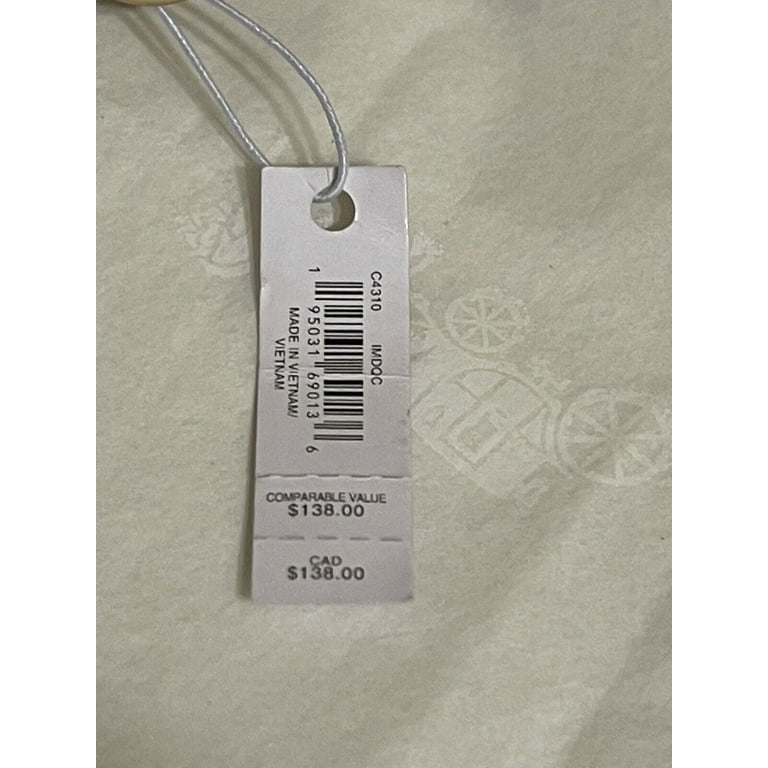 C4310 IMDQC
1 95031 69013 6
MADE IN VIETNAM/
VIETNAM
COMPARABLE VALUE
$138.00
CAD
$138.00